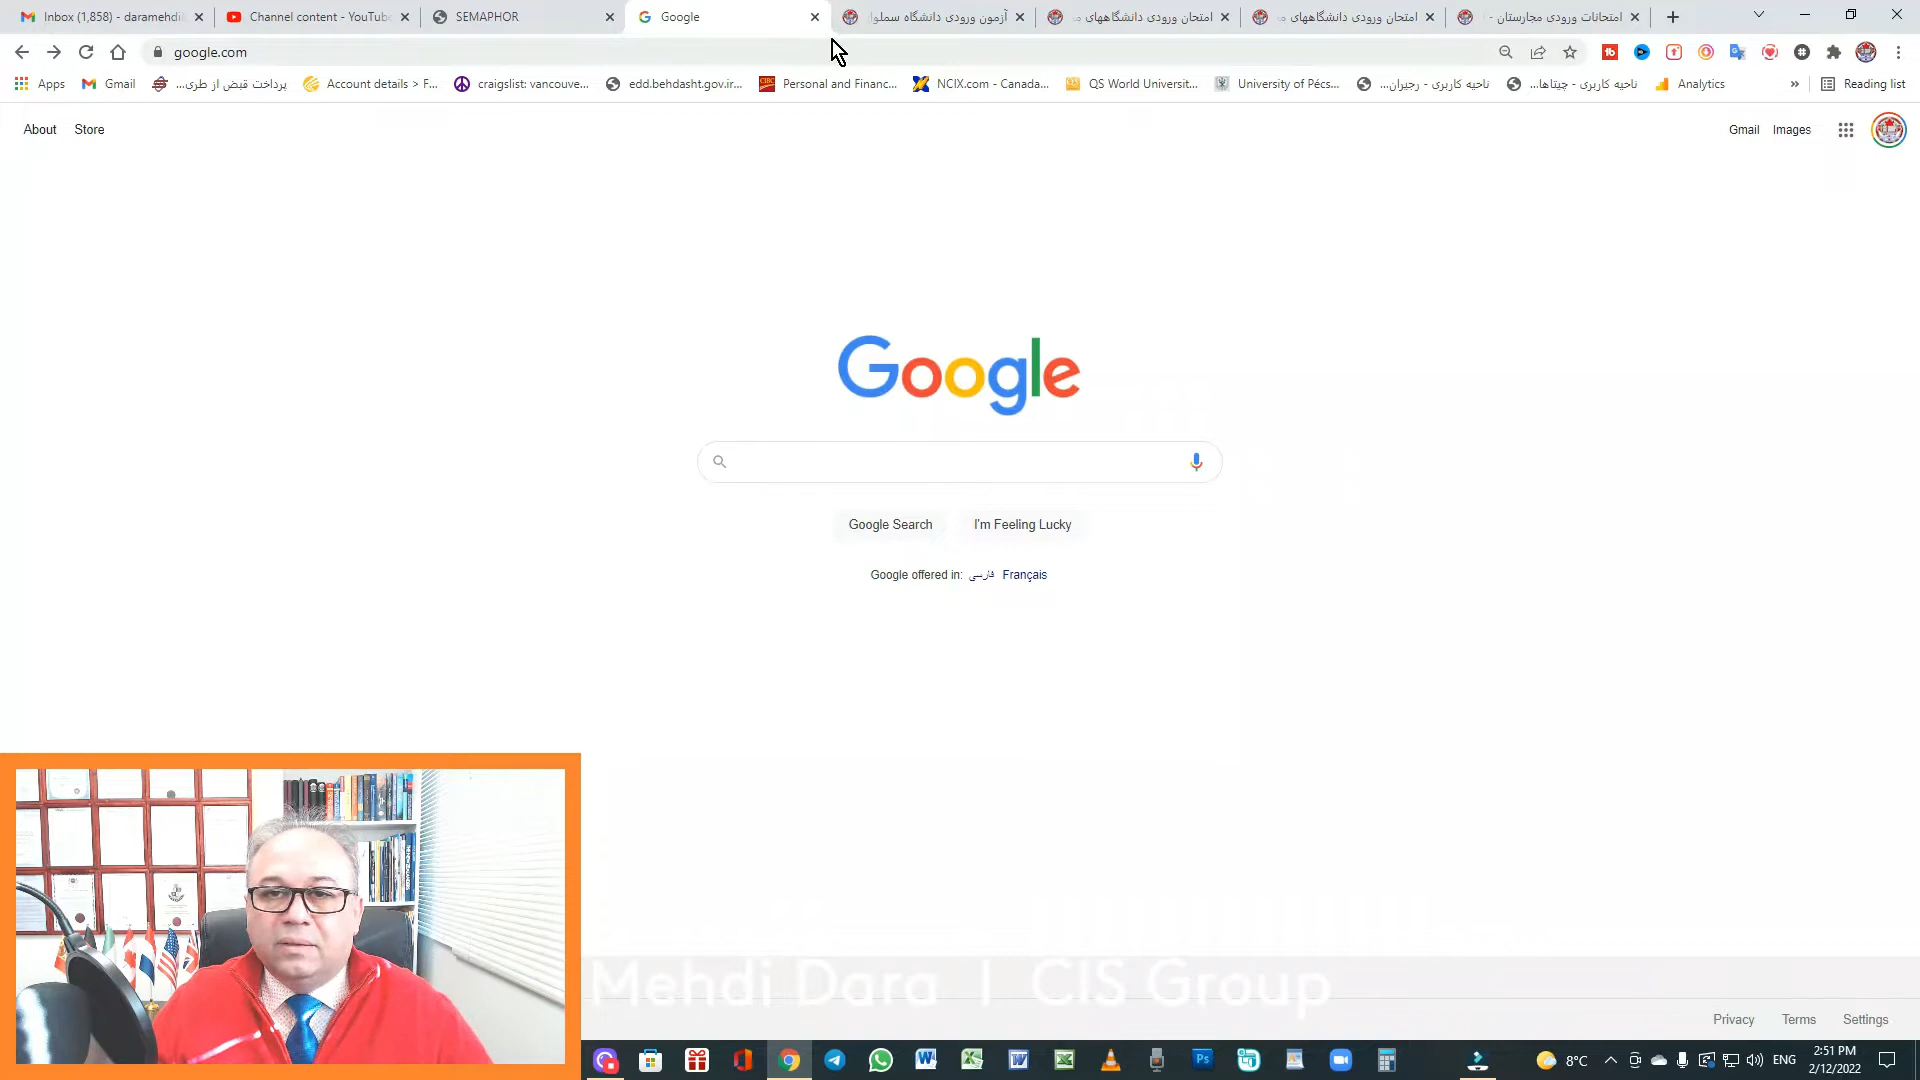 Inbox (1,858) - daramehdi
Channel content - YouTube
SEMAPHOR
Google
آزمون ورودی دانشگاه سملوا
امتحان ورودی دانشگاههای
امتحان ورودی دانشگاههای
امتحانات ورودی مجارستان -
google.com
Apps
Gmail
پرداخت قبض از طری...
Account details > F...
craigslist: vancouve...
edd.behdasht.gov.ir...
CIBC
Personal and Financ...
NCIX.com - Canada...
QS World Universit...
University of Pécs...
ناحیه کاربری - رجیران...
ناحیه کاربری - چیتاها...
Analytics
»
Reading list
About
Store
Gmail
Images
Google
Google Search
I'm Feeling Lucky
Google offered in: فارسی Français
Mehdi Dara | CIS Group
Privacy
Terms
Settings
8°C
ENG
2:51 PM
2/12/2022